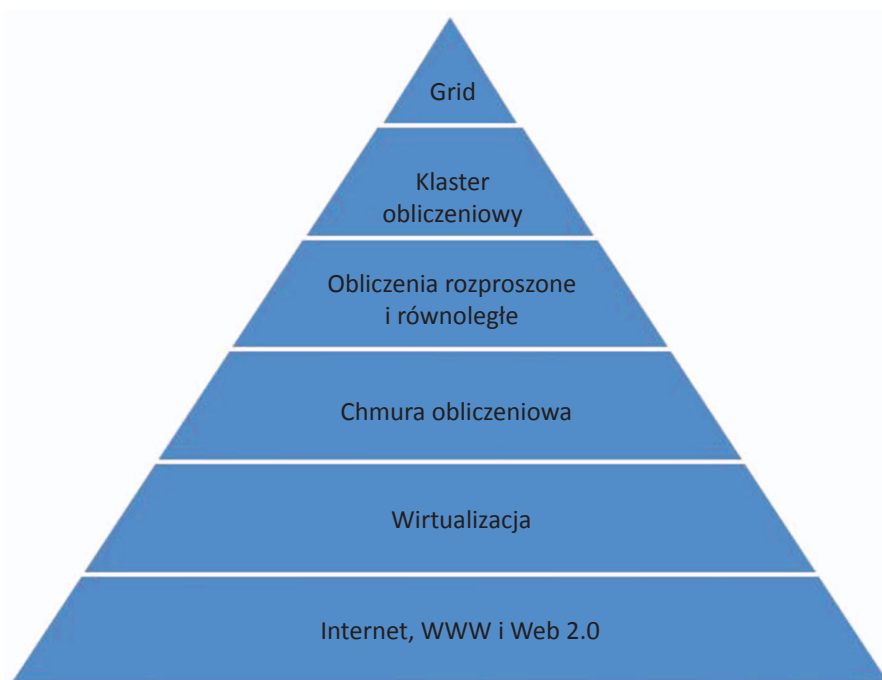 Grid
Klaster
obliczeniowy
Obliczenia rozproszone
i równoległe
Chmura obliczeniowa
Wirtualizacja
Internet, WWW i Web 2.0